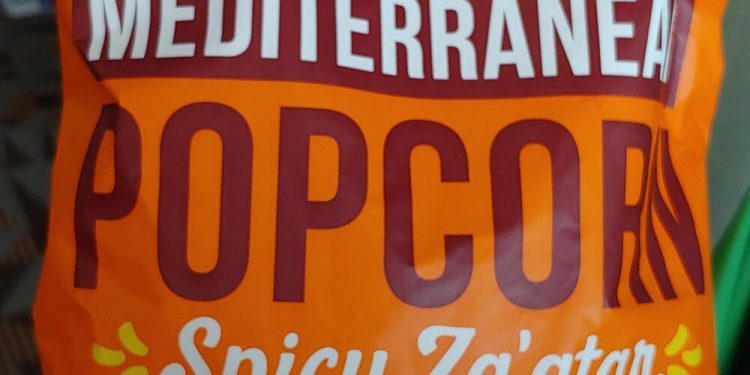 MEDITERRANEA
POPCORN
Spicy Za'atar